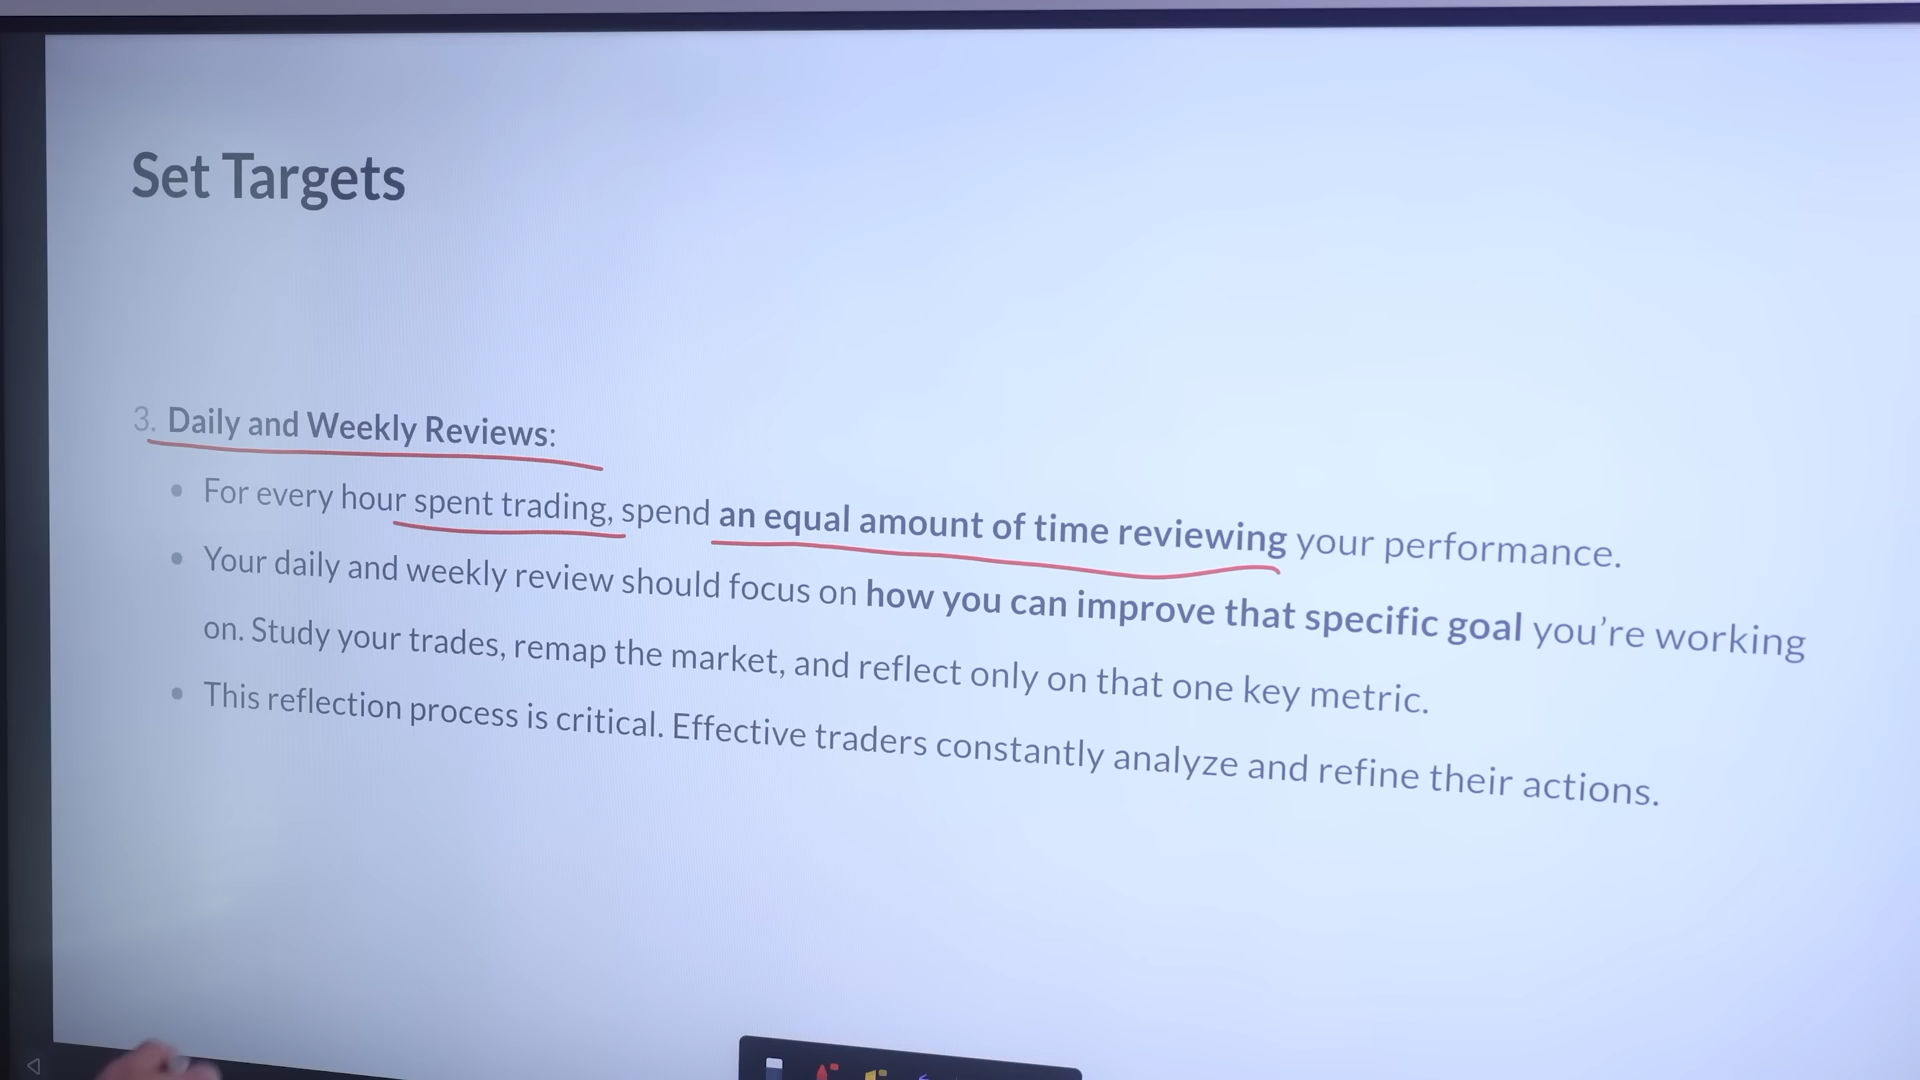 Set Targets
3. Daily and Weekly Reviews:
• For every hour spent trading, spend an equal amount of time reviewing your performance.
• Your daily and weekly review should focus on how you can improve that specific goal you’re working
on. Study your trades, remap the market, and reflect only on that one key metric.
• This reflection process is critical. Effective traders constantly analyze and refine their actions.